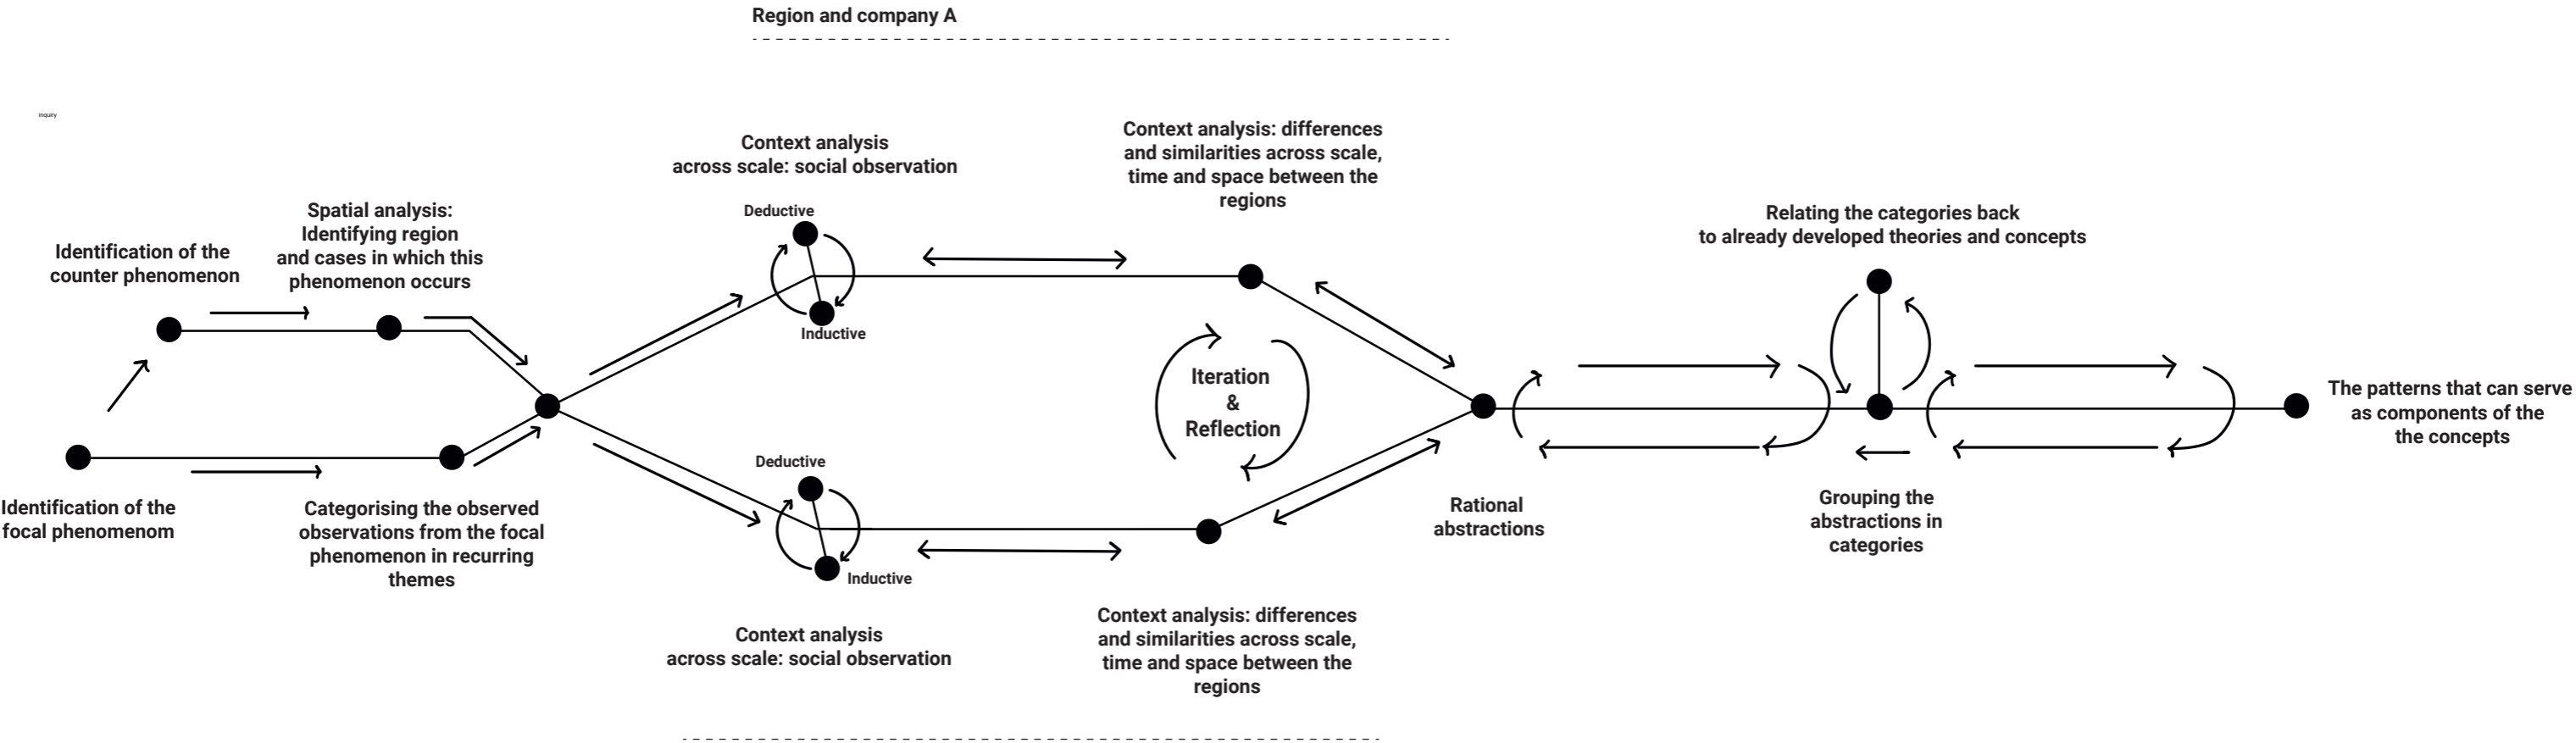 Region and company A
inquiry
Context analysis
across scale: social observation
Context analysis: differences
and similarities across scale,
time and space between the
regions
Spatial analysis:
Identifying region
and cases in which this
phenomenon occurs
Identification of the
counter phenomenon
Deductive
Inductive
Relating the categories back
to already developed theories and concepts
Iteration
&
Reflection
The patterns that can serve
as components of the
the concepts
Identification of the
focal phenomenom
Categorising the observed
observations from the focal
phenomenon in recurring
themes
Deductive
Inductive
Rational
abstractions
Grouping the
abstractions in
categories
Context analysis
across scale: social observation
Context analysis: differences
and similarities across scale,
time and space between the
regions